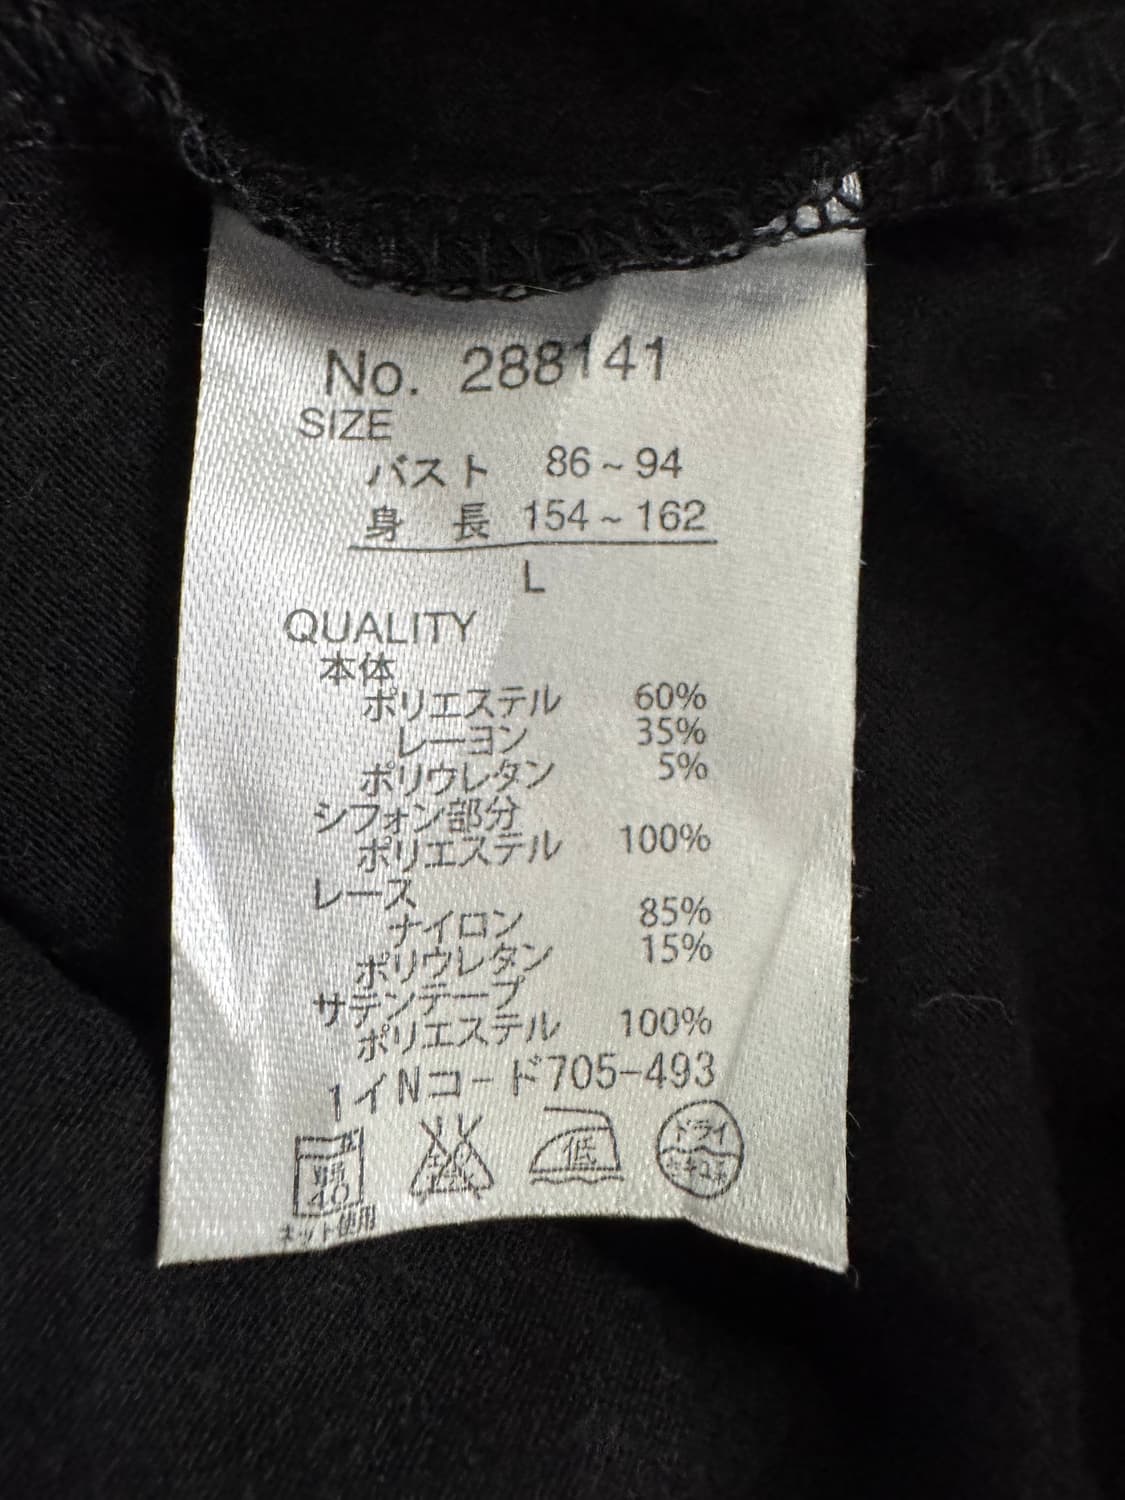 No. 288141
SIZE
バスト 86~94
身 長 154~162
L
QUALITY
本体
ポリエステル 60%
レーヨン 35%
ポリウレタン 5%
シフォン部分
ポリエステル 100%
レース
ナイロン 85%
ポリウレタン 15%
サテンテープ
ポリエステル 100%
1イNコード705-493
40 低 ドライ
セキユ系
ネット使用